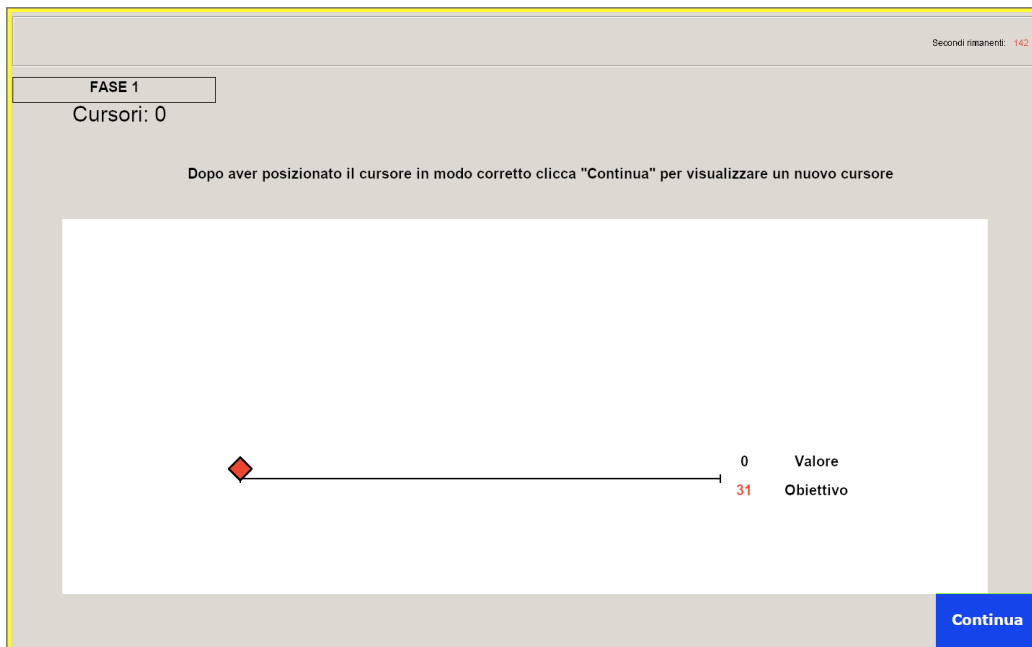 Secondi rimanenti: 142
FASE 1
Cursori: 0
Dopo aver posizionato il cursore in modo corretto clicca "Continua" per visualizzare un nuovo cursore
0 Valore
31 Obiettivo
Continua